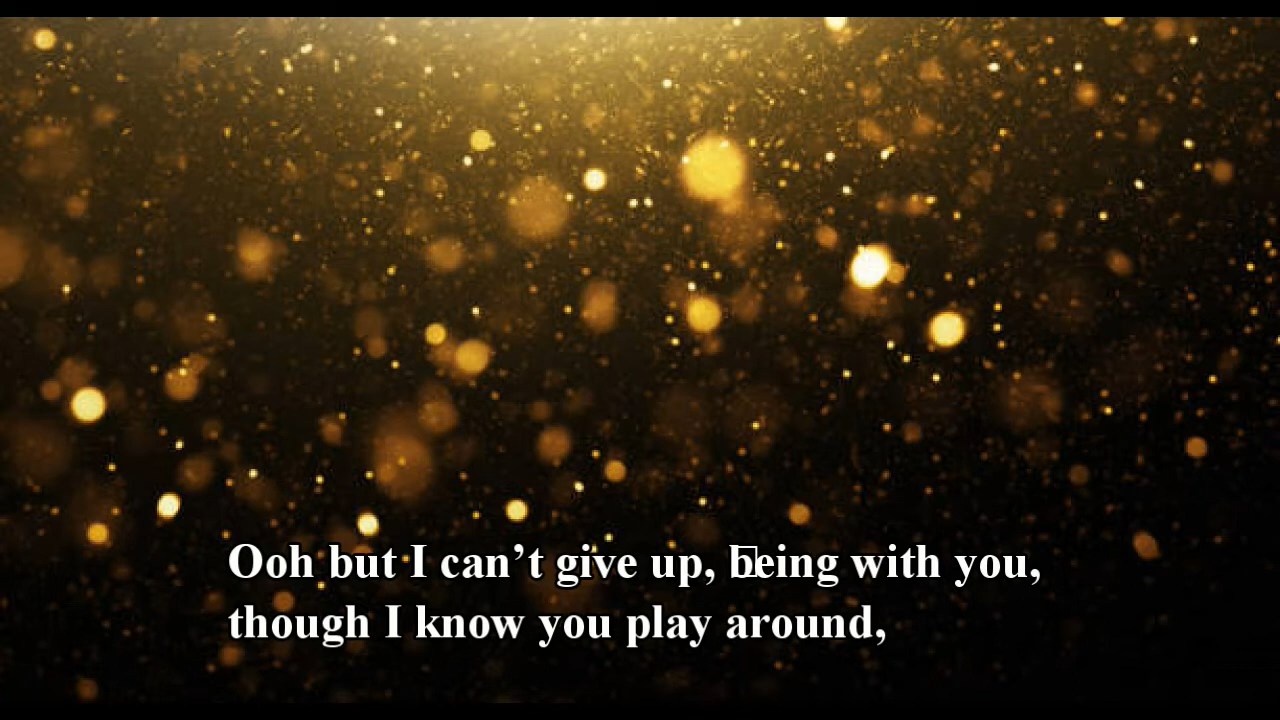 Ooh but I can’t give up, being with you,
though I know you play around,